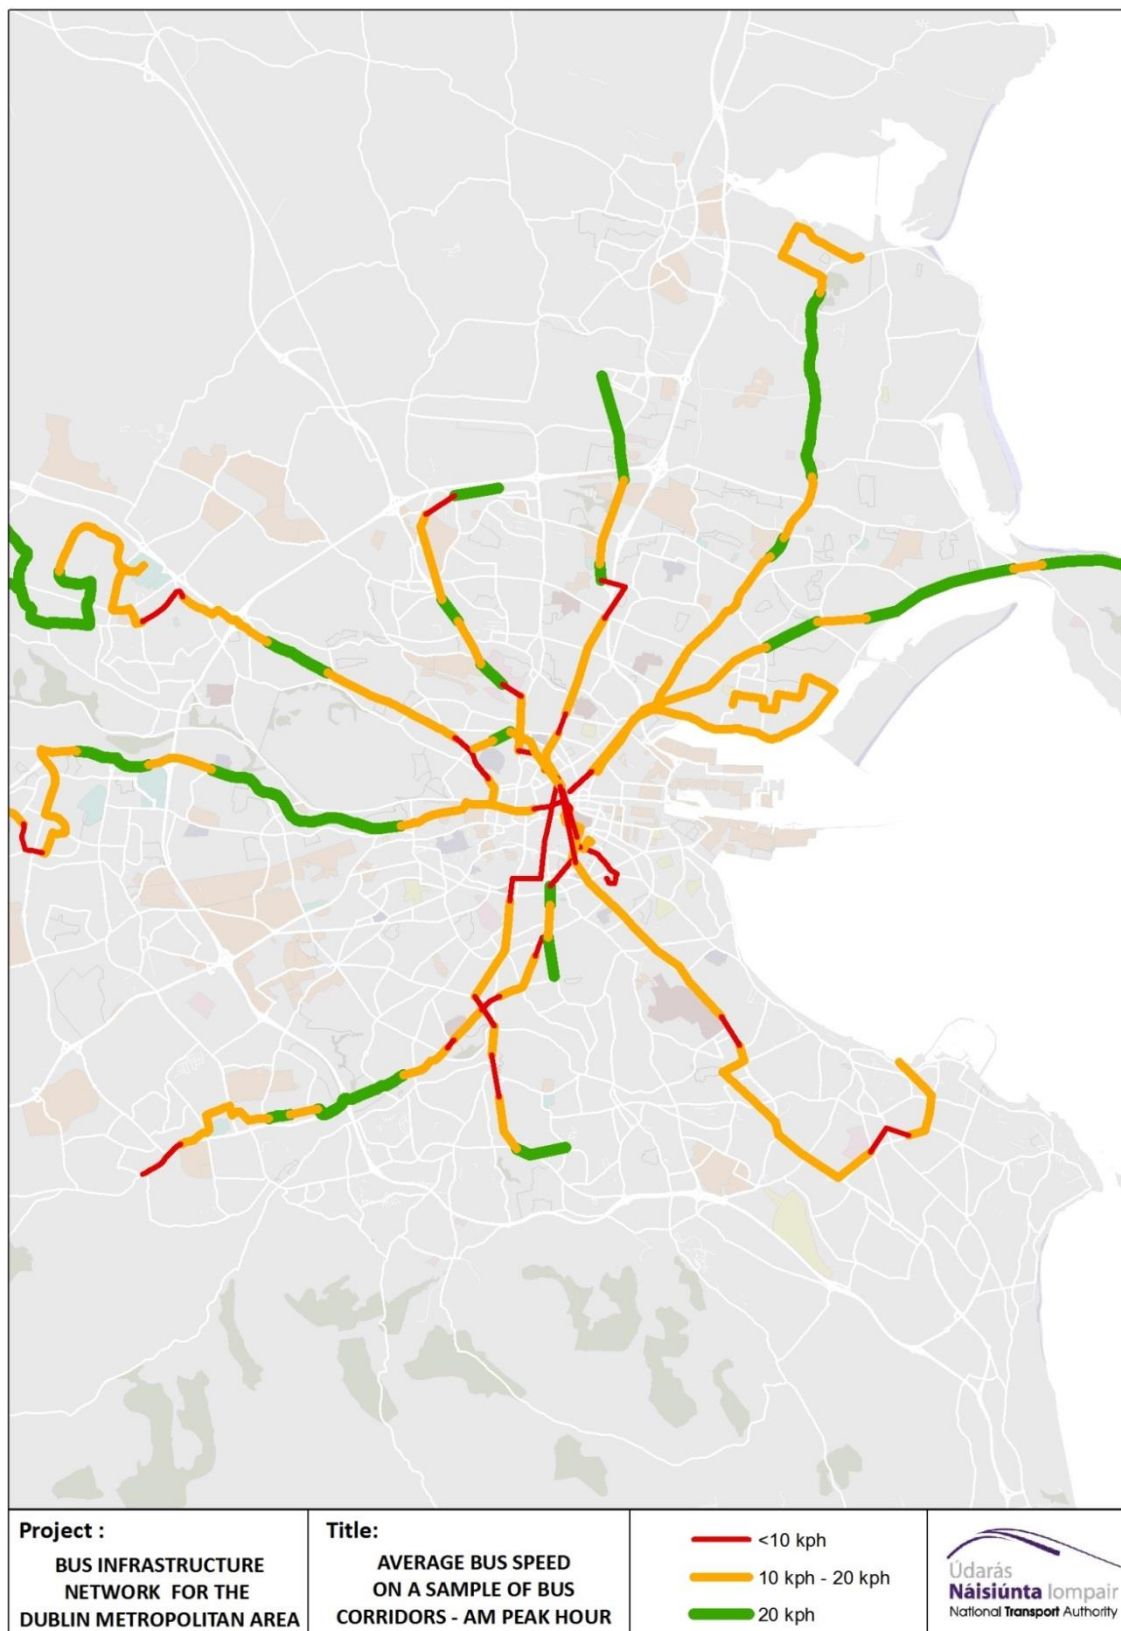 Project :
BUS INFRASTRUCTURE
NETWORK FOR THE
DUBLIN METROPOLITAN AREA
Title:
AVERAGE BUS SPEED
ON A SAMPLE OF BUS
CORRIDORS - AM PEAK HOUR
<10 kph
10 kph - 20 kph
20 kph
Údarás
Náisiúnta Iompair
National Transport Authority